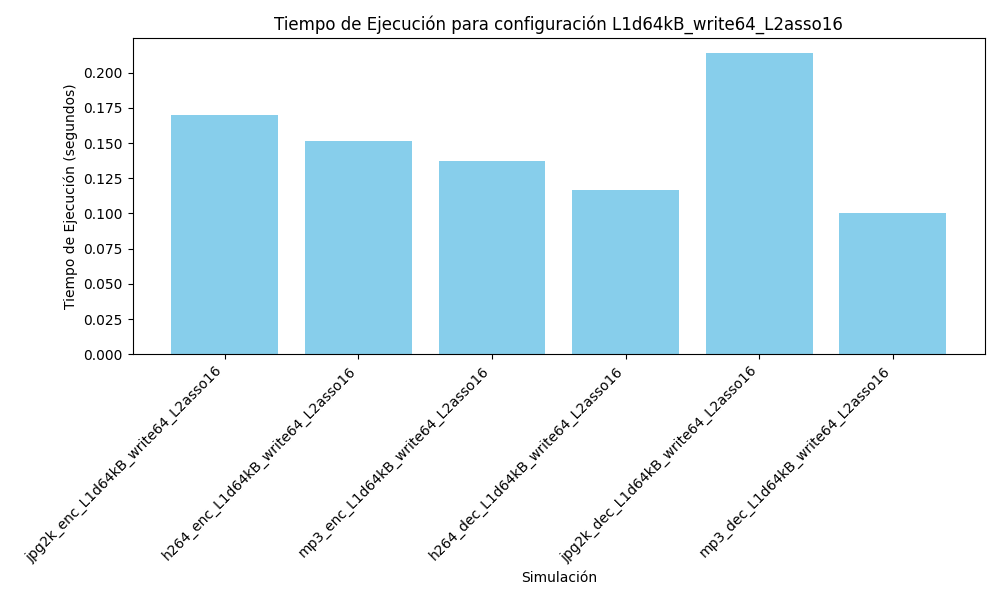 Tiempo de Ejecución para configuración L1d64kB_write64_L2asso16
Tiempo de Ejecución (segundos)
0.200
0.175
0.150
0.125
0.100
0.075
0.050
0.025
0.000
jpg2k_enc_L1d64kB_write64_L2asso16
h264_enc_L1d64kB_write64_L2asso16
mp3_enc_L1d64kB_write64_L2asso16
h264_dec_L1d64kB_write64_L2asso16
jpg2k_dec_L1d64kB_write64_L2asso16
mp3_dec_L1d64kB_write64_L2asso16
Simulación